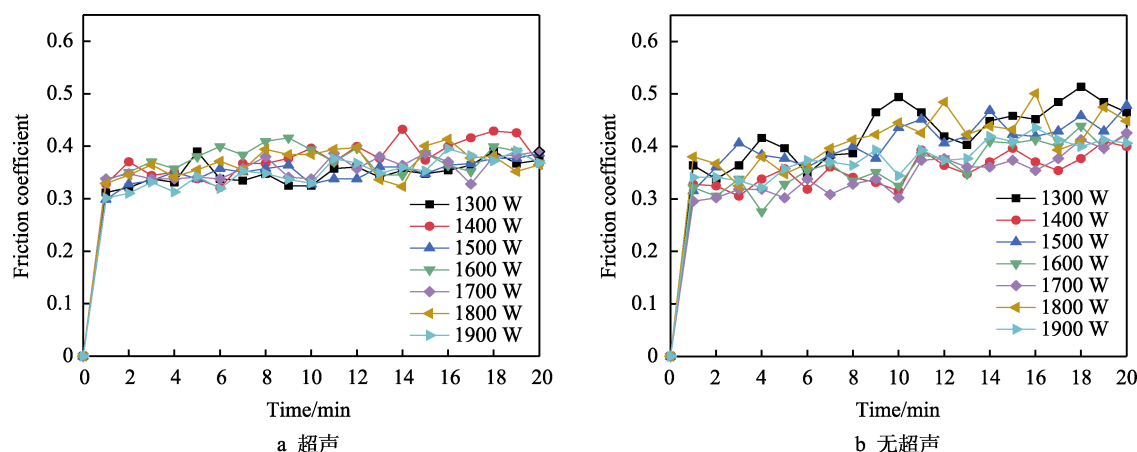 0.6
0.5
0.4
0.3
0.2
0.1
0
Friction coefficient
1300 W
1400 W
1500 W
1600 W
1700 W
1800 W
1900 W
0 2 4 6 8 10 12 14 16 18 20
Time/min
a 超声
0.6
0.5
0.4
0.3
0.2
0.1
0
Friction coefficient
1300 W
1400 W
1500 W
1600 W
1700 W
1800 W
1900 W
0 2 4 6 8 10 12 14 16 18 20
Time/min
b 无超声